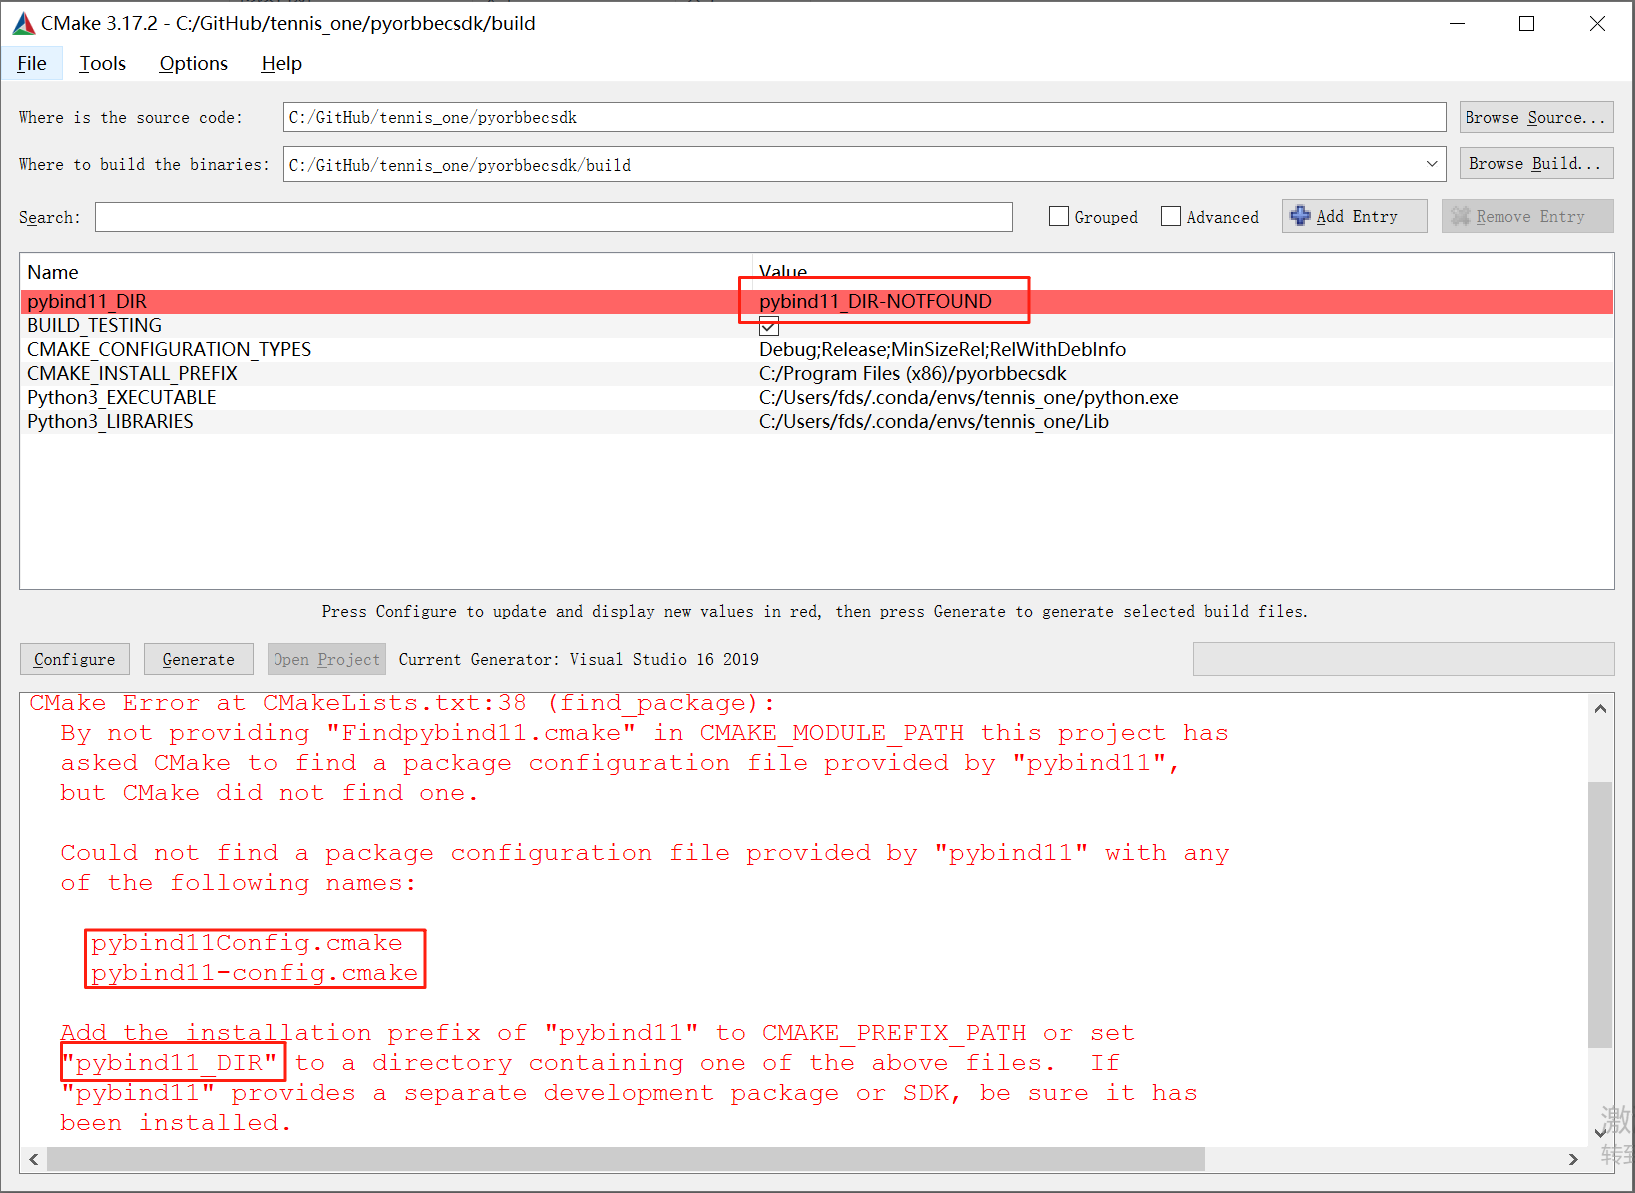 CMake 3.17.2 - C:/GitHub/tennis_one/pyorbbecsdk/build
File Tools Options Help
Where is the source code: C:/GitHub/tennis_one/pyorbbecsdk Browse Source...
Where to build the binaries: C:/GitHub/tennis_one/pyorbbecsdk/build Browse Build...
Search: Grouped Advanced Add Entry Remove Entry
Name Value
pybind11_DIR pybind11_DIR-NOTFOUND
BUILD_TESTING
CMAKE_CONFIGURATION_TYPES Debug;Release;MinSizeRel;RelWithDebInfo
CMAKE_INSTALL_PREFIX C:/Program Files (x86)/pyorbbecsdk
Python3_EXECUTABLE C:/Users/fds/.conda/envs/tennis_one/python.exe
Python3_LIBRARIES C:/Users/fds/.conda/envs/tennis_one/Lib
Press Configure to update and display new values in red, then press Generate to generate selected build files.
Configure Generate Open Project Current Generator: Visual Studio 16 2019
CMake Error at CMakeLists.txt:38 (find_package):
By not providing "Findpybind11.cmake" in CMAKE_MODULE_PATH this project has
asked CMake to find a package configuration file provided by "pybind11",
but CMake did not find one.
Could not find a package configuration file provided by "pybind11" with any
of the following names:
pybind11Config.cmake
pybind11-config.cmake
Add the installation prefix of "pybind11" to CMAKE_PREFIX_PATH or set
"pybind11_DIR" to a directory containing one of the above files.  If
"pybind11" provides a separate development package or SDK, be sure it has
been installed.
激
转到